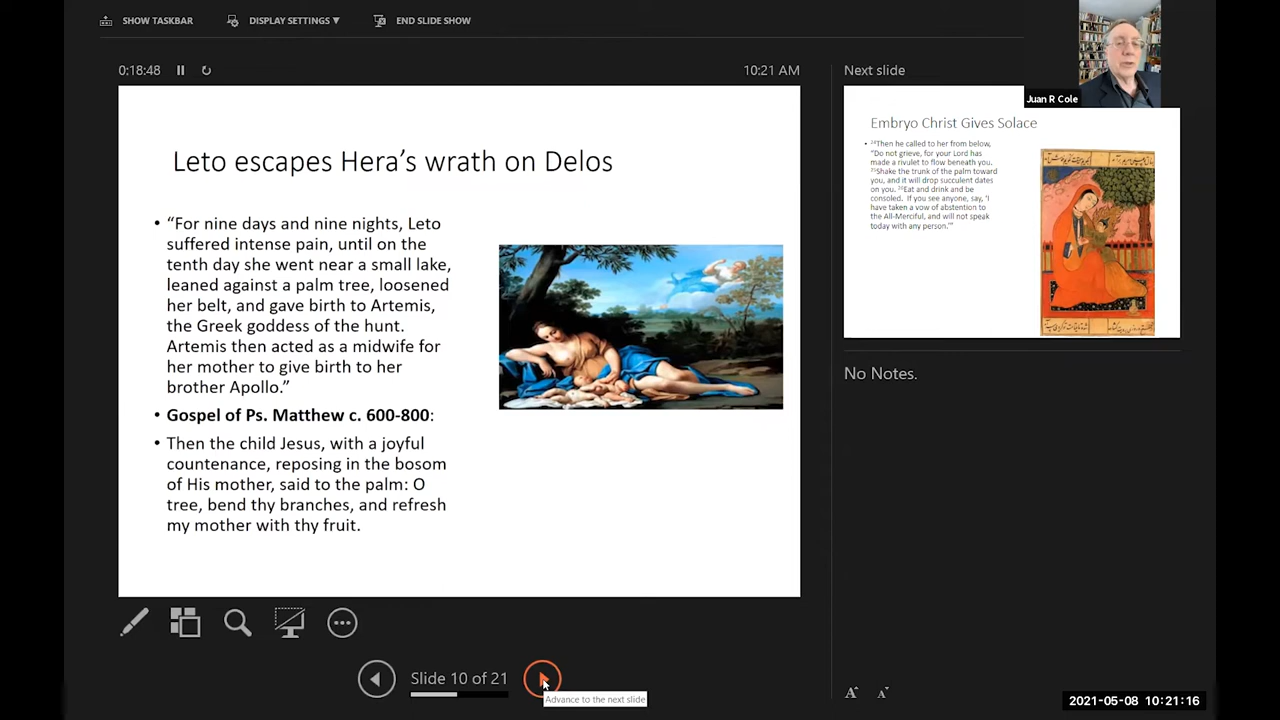 SHOW TASKBAR
DISPLAY SETTINGS ▼
END SLIDE SHOW
0:18:48
10:21 AM
Leto escapes Hera's wrath on Delos
• “For nine days and nine nights, Leto
suffered intense pain, until on the
tenth day she went near a small lake,
leaned against a palm tree, loosened
her belt, and gave birth to Artemis,
the Greek goddess of the hunt.
Artemis then acted as a midwife for
her mother to give birth to her
brother Apollo.”
• Gospel of Ps. Matthew c. 600-800:
• Then the child Jesus, with a joyful
countenance, reposing in the bosom
of His mother, said to the palm: O
tree, bend thy branches, and refresh
my mother with thy fruit.
Slide 10 of 21
Advance to the next slide
Next slide
Juan R Cole
Embryo Christ Gives Solace
• 24Then he called to her from below,
“Do not grieve, for your Lord has
made a rivulet to flow beneath you.
25Shake the trunk of the palm toward
you, and it will drop succulent dates
on you. 26Eat and drink and be
consoled. If you see anyone, say, ‘I
have taken a vow of abstention to
the All-Merciful, and will not speak
today with any person.’”
No Notes.
A A
2021-05-08 10:21:16